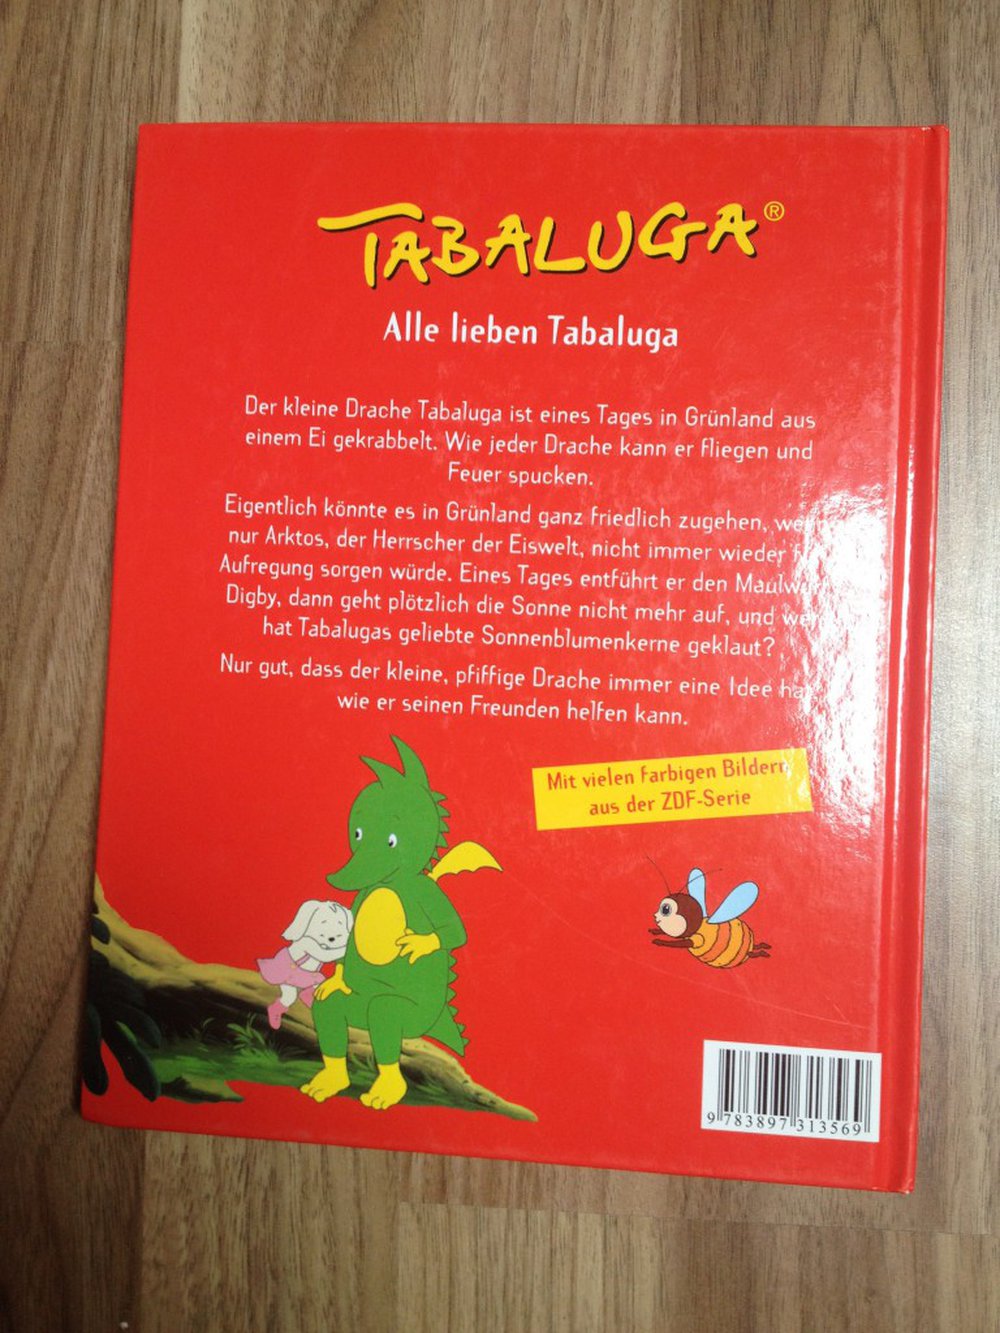 TABALUGA®
Alle lieben Tabaluga
Der kleine Drache Tabaluga ist eines Tages in Grünland aus
einem Ei gekrabbelt. Wie jeder Drache kann er fliegen und
Feuer spucken.
Eigentlich könnte es in Grünland ganz friedlich zugehen, wenn
nur Arktos, der Herrscher der Eiswelt, nicht immer wieder
Aufregung sorgen würde. Eines Tages entführt er den Maulwurf
Digby, dann geht plötzlich die Sonne nicht mehr auf, und wer
hat Tabalugas geliebte Sonnenblumenkerne geklaut?
Nur gut, dass der kleine, pfiffige Drache immer eine Idee hat,
wie er seinen Freunden helfen kann.
Mit vielen farbigen Bildern
aus der ZDF-Serie
9 783897 313569